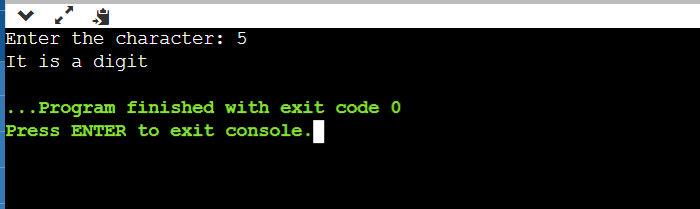 Enter the character: 5
It is a digit
...Program finished with exit code 0
Press ENTER to exit console.